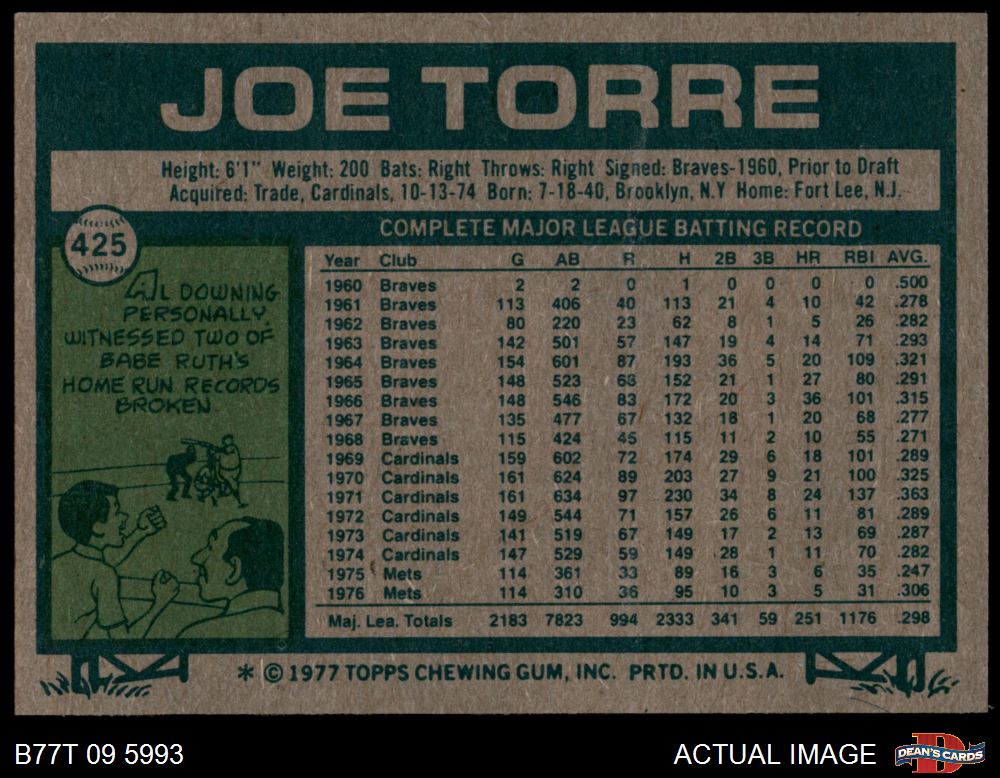 JOE TORRE
Height: 6'1" Weight: 200 Bats: Right Throws: Right Signed: Braves-1960, Prior to Draft
Acquired: Trade, Cardinals, 10-13-74 Born: 7-18-40, Brooklyn, N.Y Home: Fort Lee, N.J.
425
AL DOWNING
PERSONALLY
WITNESSED TWO OF
BABE RUTH'S
HOME RUN RECORDS
BROKEN.
COMPLETE MAJOR LEAGUE BATTING RECORD
Year Club G AB R H 2B 3B HR RBI AVG.
1960 Braves 2 2 0 1 0 0 0 0 .500
1961 Braves 113 406 40 113 21 4 10 42 .278
1962 Braves 80 220 23 62 8 1 5 26 .282
1963 Braves 142 501 57 147 19 4 14 71 .293
1964 Braves 154 601 87 193 36 5 20 109 .321
1965 Braves 148 523 68 152 21 1 27 80 .291
1966 Braves 148 546 83 172 20 3 36 101 .315
1967 Braves 135 477 67 132 18 1 20 68 .277
1968 Braves 115 424 45 115 11 2 10 55 .271
1969 Cardinals 159 602 72 174 29 6 18 101 .289
1970 Cardinals 161 624 89 203 27 9 21 100 .325
1971 Cardinals 161 634 97 230 34 8 24 137 .363
1972 Cardinals 149 544 71 157 26 6 11 81 .289
1973 Cardinals 141 519 67 149 17 2 13 69 .287
1974 Cardinals 147 529 59 149 28 1 11 70 .282
1975 Mets 114 361 33 89 16 3 6 35 .247
1976 Mets 114 310 36 95 10 3 5 31 .306
Maj. Lea. Totals 2183 7823 994 2333 341 59 251 1176 .298
* © 1977 TOPPS CHEWING GUM, INC. PRTD. IN U.S.A.
B77T 09 5993
ACTUAL IMAGE
DEAN'S CARDS